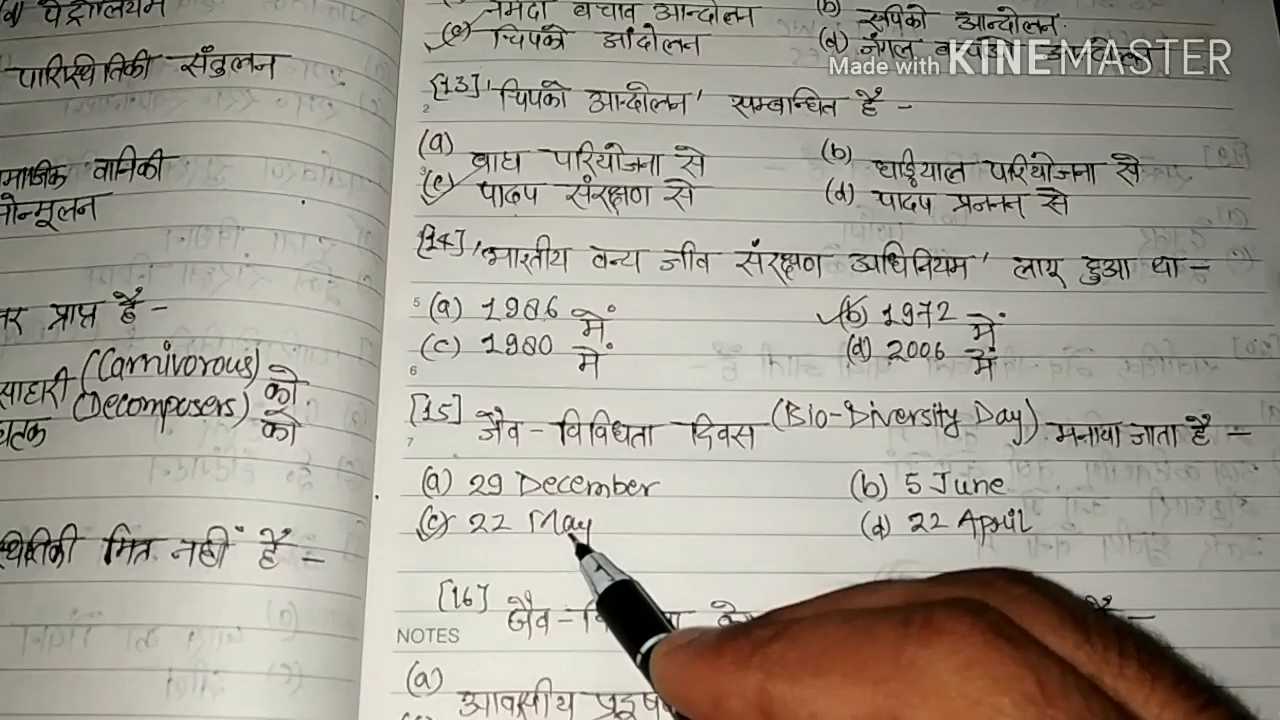 पारिस्थितिकी संतुलन
वानिकी
प्राप्त है -
(Carnivorous) को
(Decomposers) को
मित्र नहीं हैं -
बचाव आन्दोलन
(b) आन्दोलन
(c) चिपको आंदोलन
(d) जंगल
Made with KINEMASTER
[13] 'चिपको आन्दोलन' सम्बन्धित है -
(a) बाघ परियोजना से
(b) घड़ियाल परियोजना से
(c) पादप संरक्षण से
(d) पादप प्रजनन से
[14] 'भारतीय वन्य जीव संरक्षण अधिनियम' लागू हुआ था -
(a) 1986 में
(b) 1972 में
(c) 1980 में
(d) 2006 में
[15] जैव - विविधता दिवस (Bio-Diversity Day) मनाया जाता है -
(a) 29 December
(b) 5 June
(c) 22 May
(d) 22 April
[16] जैव -
NOTES
(a) आवासीय